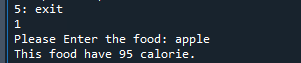 5: exit
1
Please Enter the food: apple
This food have 95 calorie.